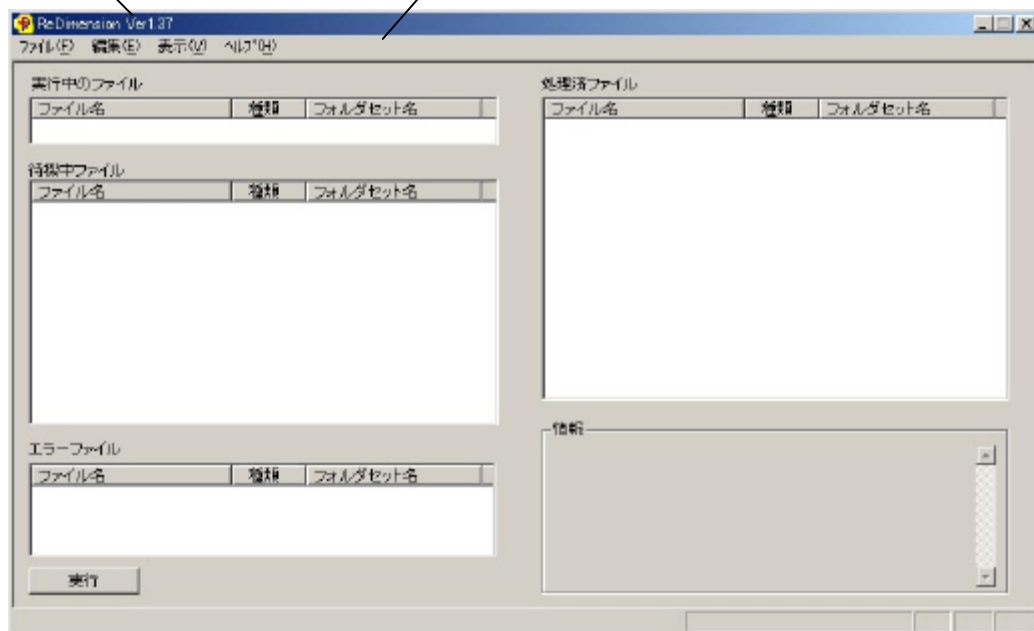 ReDimension Ver1.37
ファイル(F) 編集(E) 表示(V) ヘルプ(H)
実行中のファイル
ファイル名 種類 フォルダセット名
待機中ファイル
ファイル名 種類 フォルダセット名
エラーファイル
ファイル名 種類 フォルダセット名
実行
処理済ファイル
ファイル名 種類 フォルダセット名
情報